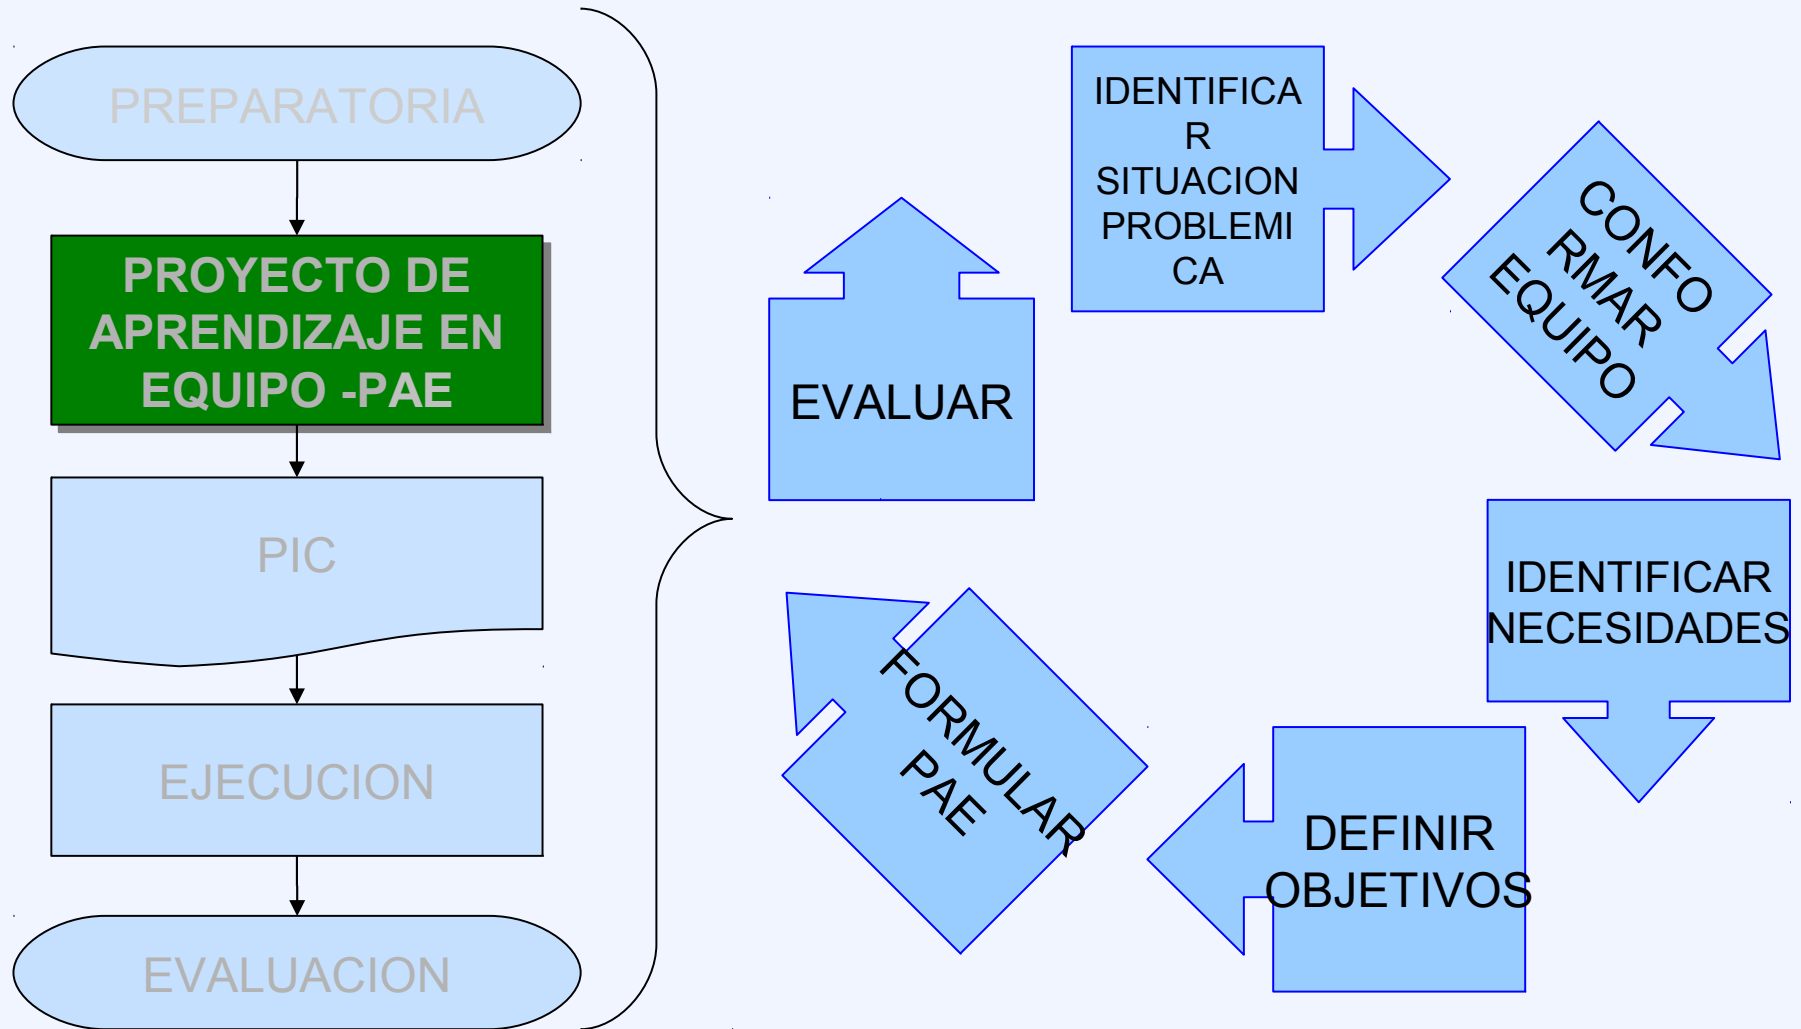 PREPARATORIA
PROYECTO DE
APRENDIZAJE EN
EQUIPO -PAE
PIC
EJECUCION
EVALUACION
IDENTIFICA
R
SITUACION
PROBLEMI
CA
CONFO
RMAR
EQUIPO
IDENTIFICAR
NECESIDADES
DEFINIR
OBJETIVOS
FORMULAR
PAE
EVALUAR